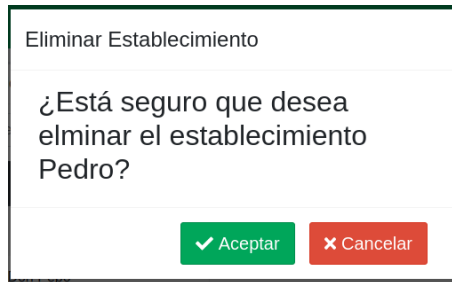 Eliminar Establecimiento
¿Está seguro que desea
elminar el establecimiento
Pedro?
Aceptar
Cancelar